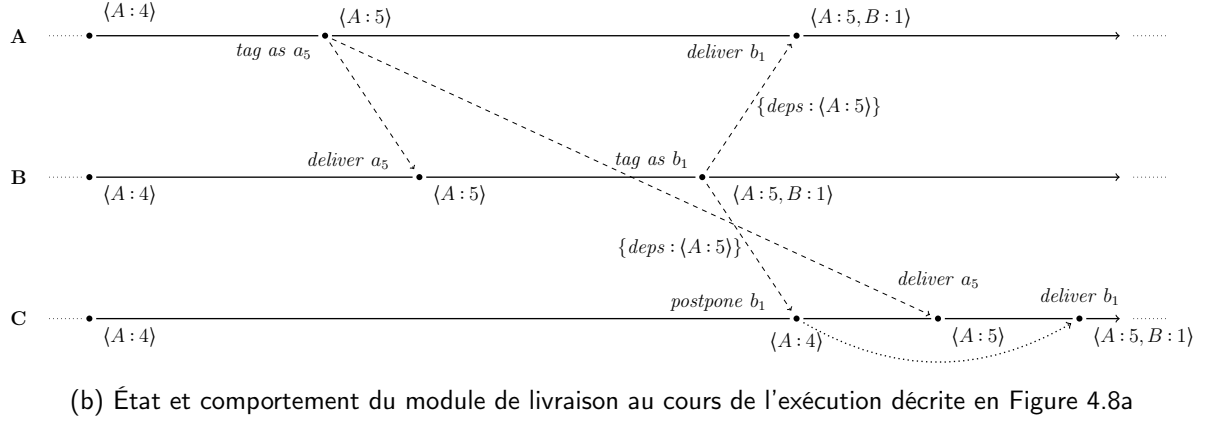 ⟨A : 4⟩
⟨A : 5⟩
⟨A : 5, B : 1⟩
A
tag as a₅
deliver b₁
{deps : ⟨A : 5⟩}
deliver a₅
tag as b₁
B
⟨A : 4⟩
⟨A : 5⟩
⟨A : 5, B : 1⟩
{deps : ⟨A : 5⟩}
deliver a₅
postpone b₁
deliver b₁
C
⟨A : 4⟩
⟨A : 4⟩
⟨A : 5⟩
⟨A : 5, B : 1⟩
(b) État et comportement du module de livraison au cours de l'exécution décrite en Figure 4.8a